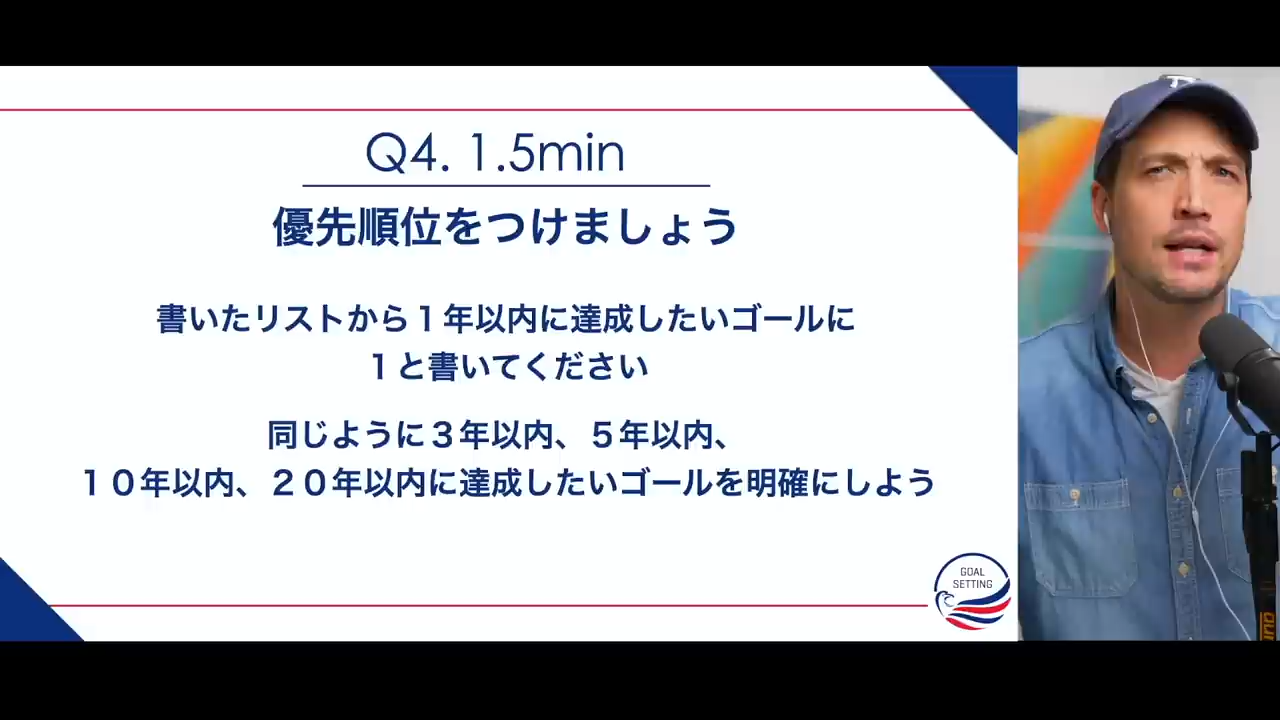 Q4. 1.5min
優先順位をつけましょう
書いたリストから１年以内に達成したいゴールに
１と書いてください
同じように３年以内、５年以内、
１０年以内、２０年以内に達成したいゴールを明確にしよう
GOAL
SETTING